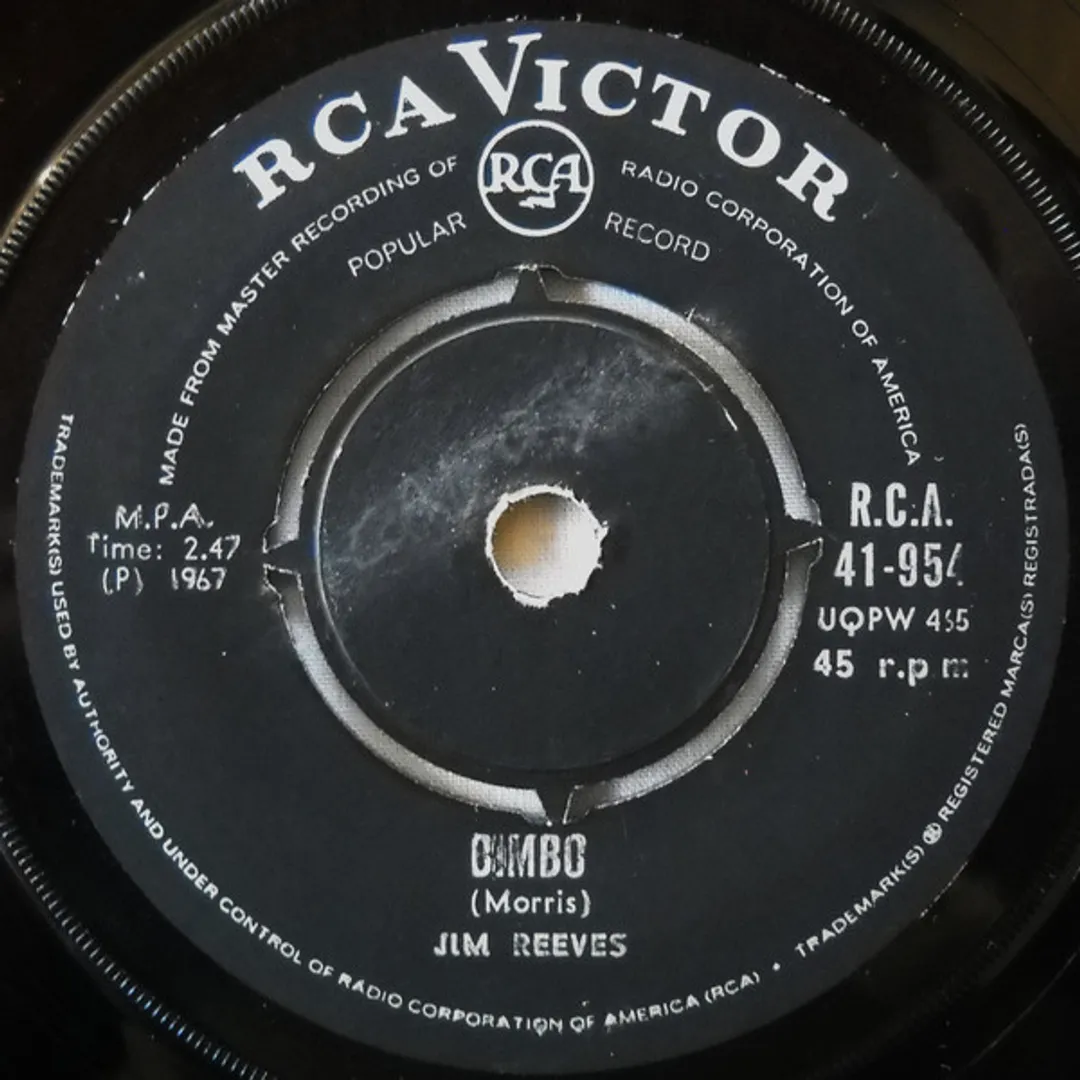 RCA VICTOR
RCA
MADE FROM MASTER RECORDING OF RADIO CORPORATION OF AMERICA
POPULAR RECORD
M.P.A.
Time: 2.47
(P) 1967
R.C.A.
41-954
UQPW 465
45 r.p.m.
BIMBO
(Morris)
JIM REEVES
TRADEMARK(S) USED BY AUTHORITY AND UNDER CONTROL OF RADIO CORPORATION OF AMERICA (RCA) • TRADEMARK(S) ® REGISTERED MARCA(S) REGISTRADA(S)